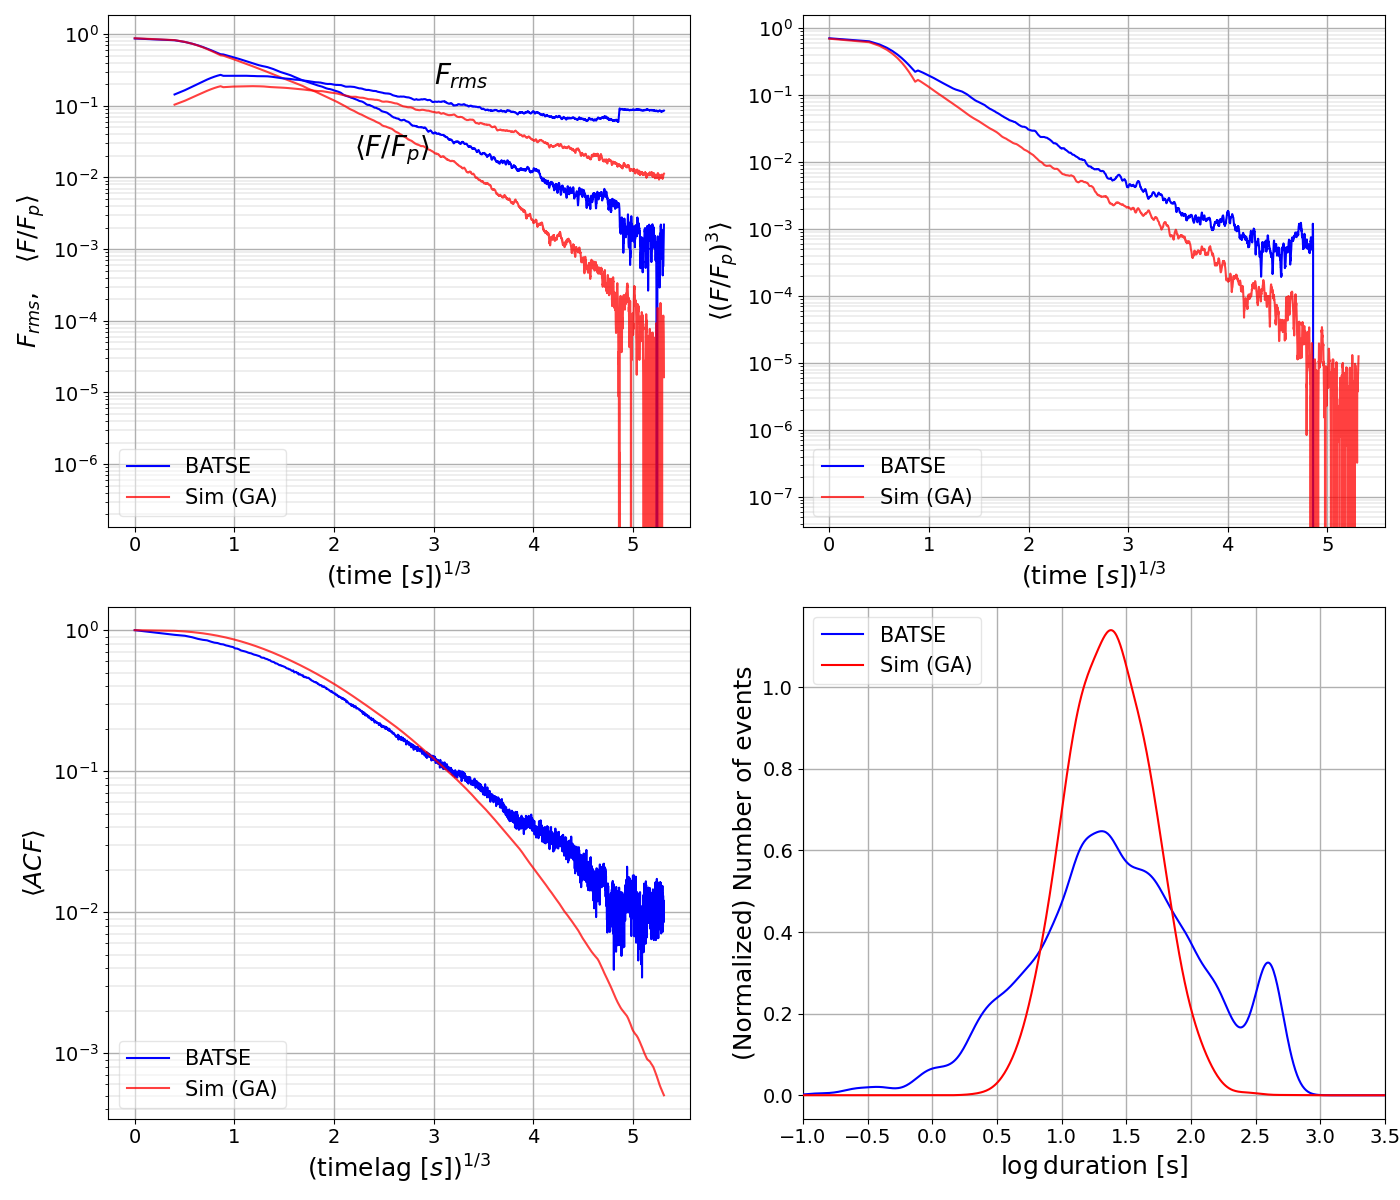 10⁰
10⁻¹
10⁻²
10⁻³
10⁻⁴
10⁻⁵
10⁻⁶
F_rms, ⟨F/F_p⟩
F_rms
⟨F/F_p⟩
BATSE
Sim (GA)
0 1 2 3 4 5
(time [s])^1/3
10⁰
10⁻¹
10⁻²
10⁻³
10⁻⁴
10⁻⁵
10⁻⁶
10⁻⁷
⟨(F/F_p)³⟩
BATSE
Sim (GA)
0 1 2 3 4 5
(time [s])^1/3
10⁰
10⁻¹
10⁻²
10⁻³
⟨ACF⟩
BATSE
Sim (GA)
0 1 2 3 4 5
(timelag [s])^1/3
BATSE
Sim (GA)
1.0
0.8
0.6
0.4
0.2
0.0
(Normalized) Number of events
−1.0 −0.5 0.0 0.5 1.0 1.5 2.0 2.5 3.0 3.5
log duration [s]